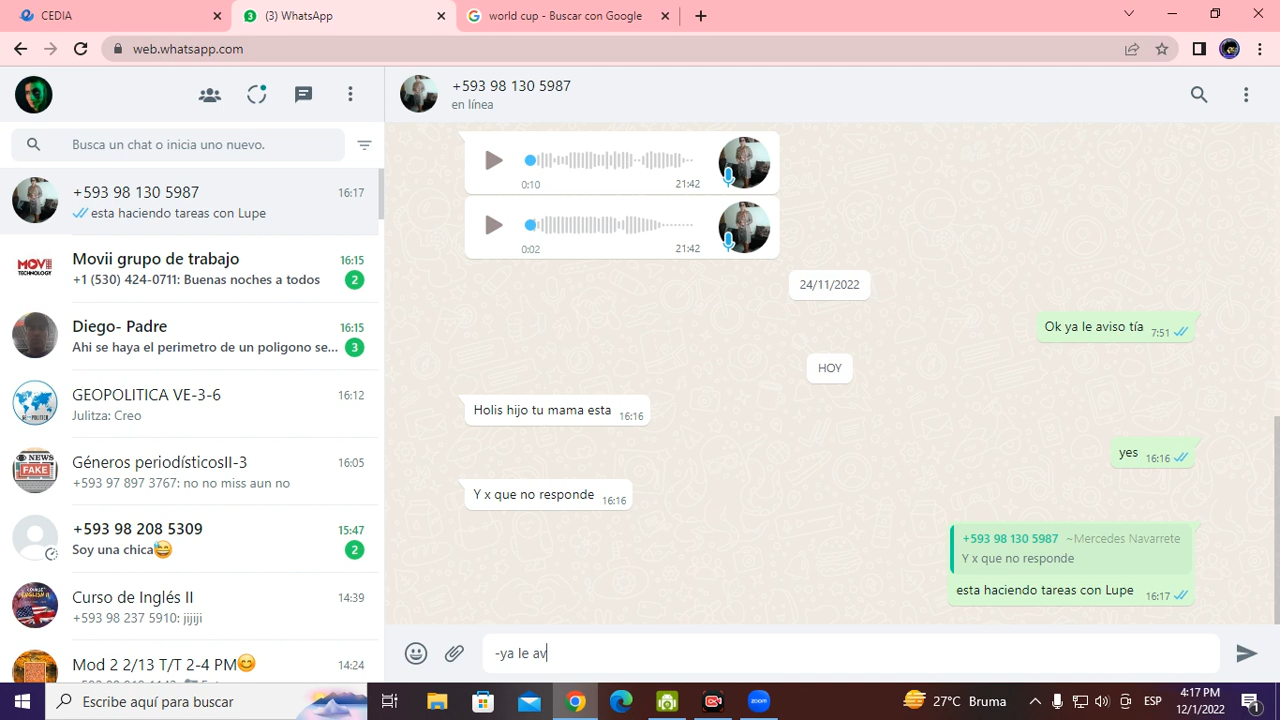 CEDIA
(3) WhatsApp
world cup - Buscar con Google
web.whatsapp.com
+593 98 130 5987
en línea
Busca un chat o inicia uno nuevo.
+593 98 130 5987
16:17
esta haciendo tareas con Lupe
MOVII
TECHNOLOGY
Movii grupo de trabajo
16:15
+1 (530) 424-0711: Buenas noches a todos
2
Diego- Padre
16:15
Ahi se haya el perimetro de un poligono se...
3
GEOPOLITICA VE-3-6
16:12
Julitza: Creo
NEWS
FAKE
Géneros periodísticosII-3
16:05
+593 97 897 3767: no no miss aun no
+593 98 208 5309
15:47
Soy una chica😅
2
Curso de Inglés II
14:39
+593 98 237 5910: jijiji
Mod 2 2/13 T/T 2-4 PM😊
14:24
0:10
21:42
0:02
21:42
24/11/2022
Ok ya le aviso tía
7:51
HOY
Holis hijo tu mama esta
16:16
yes
16:16
Y x que no responde
16:16
+593 98 130 5987 ~Mercedes Navarrete
Y x que no responde
esta haciendo tareas con Lupe
16:17
-ya le av
Escribe aquí para buscar
zoom
27°C Bruma
ESP
4:17 PM
12/1/2022
1